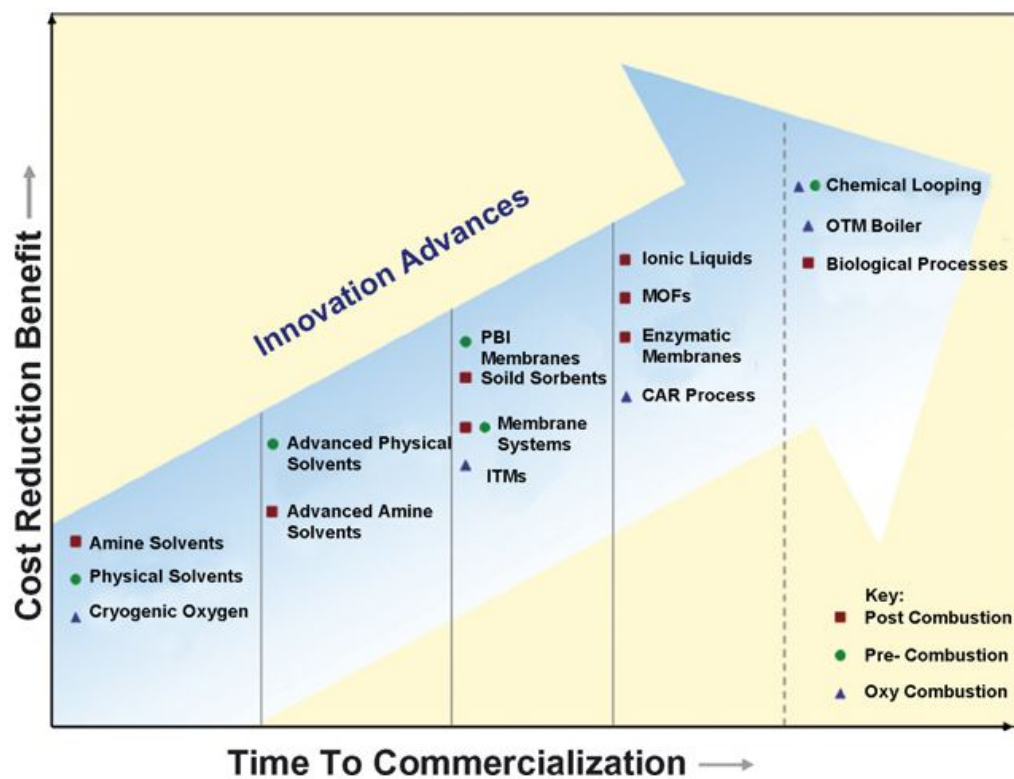 Cost Reduction Benefit
Innovation Advances
Amine Solvents
Physical Solvents
Cryogenic Oxygen
Advanced Physical
Solvents
Advanced Amine
Solvents
PBI
Membranes
Soild Sorbents
Membrane
Systems
ITMs
Ionic Liquids
MOFs
Enzymatic
Membranes
CAR Process
Chemical Looping
OTM Boiler
Biological Processes
Key:
Post Combustion
Pre- Combustion
Oxy Combustion
Time To Commercialization